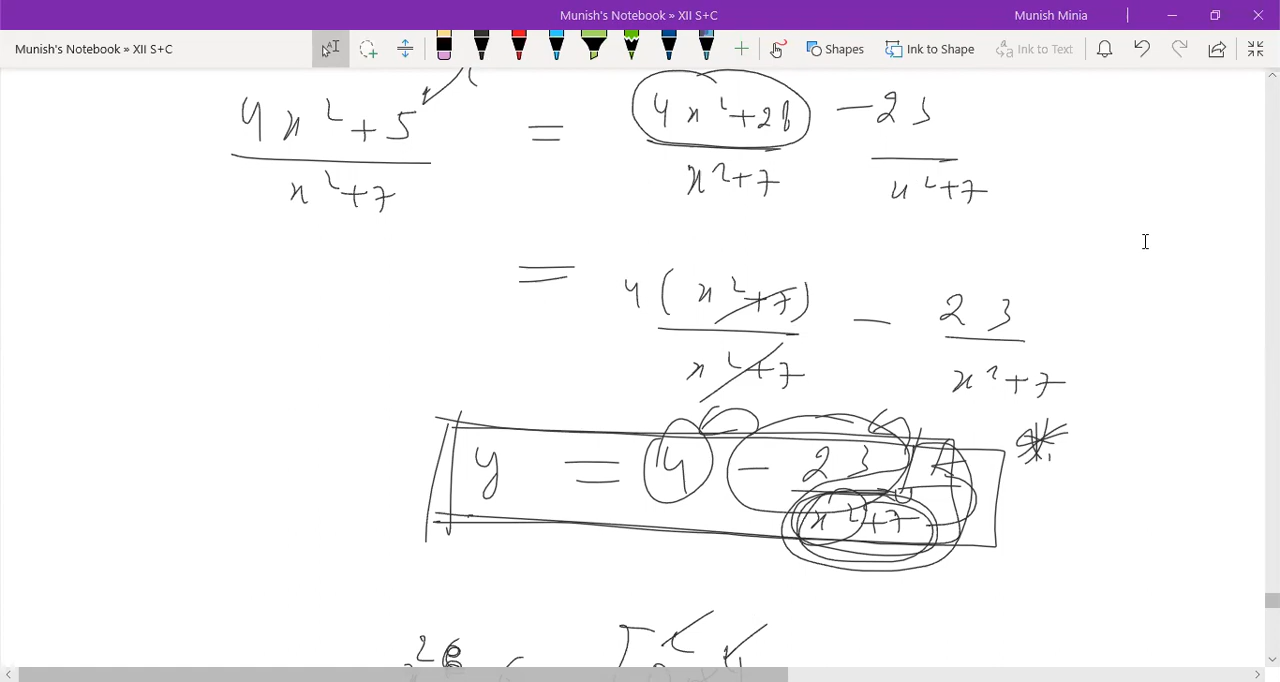 Munish's Notebook » XII S+C
Munish Minia
Munish's Notebook » XII S+C
Shapes
Ink to Shape
Ink to Text
4x²+5 / x²+7 = 4x²+28 / x²+7 - 23 / x²+7
= 4(x²+7) / x²+7 - 23 / x²+7
y = 4 - 23 / x²+7